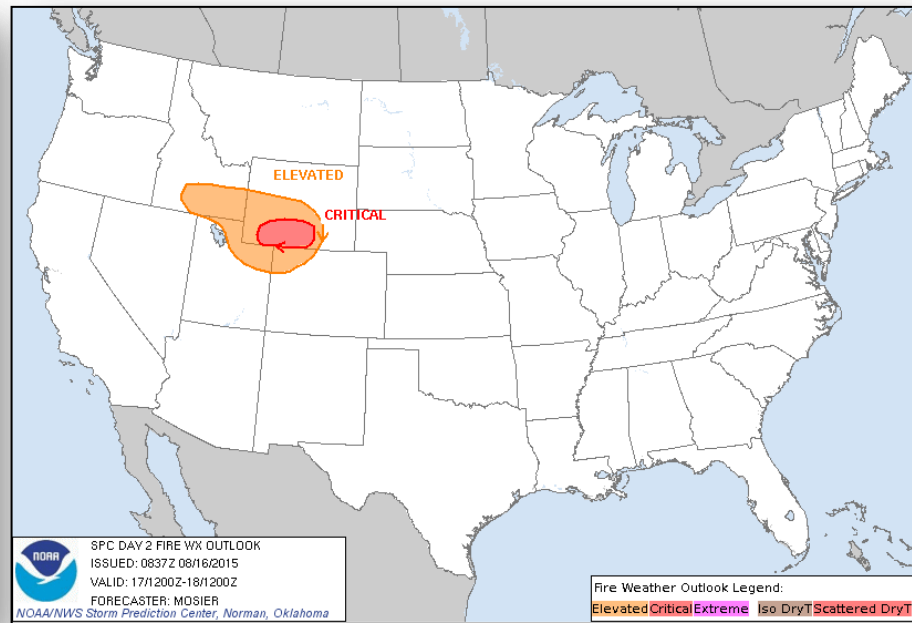 ELEVATED
CRITICAL
NOAA
SPC DAY 2 FIRE WX OUTLOOK
ISSUED: 0837Z 08/16/2015
VALID: 17/1200Z-18/1200Z
FORECASTER: MOSIER
NOAA/NWS Storm Prediction Center, Norman, Oklahoma
Fire Weather Outlook Legend:
Elevated Critical Extreme Iso DryT Scattered DryT